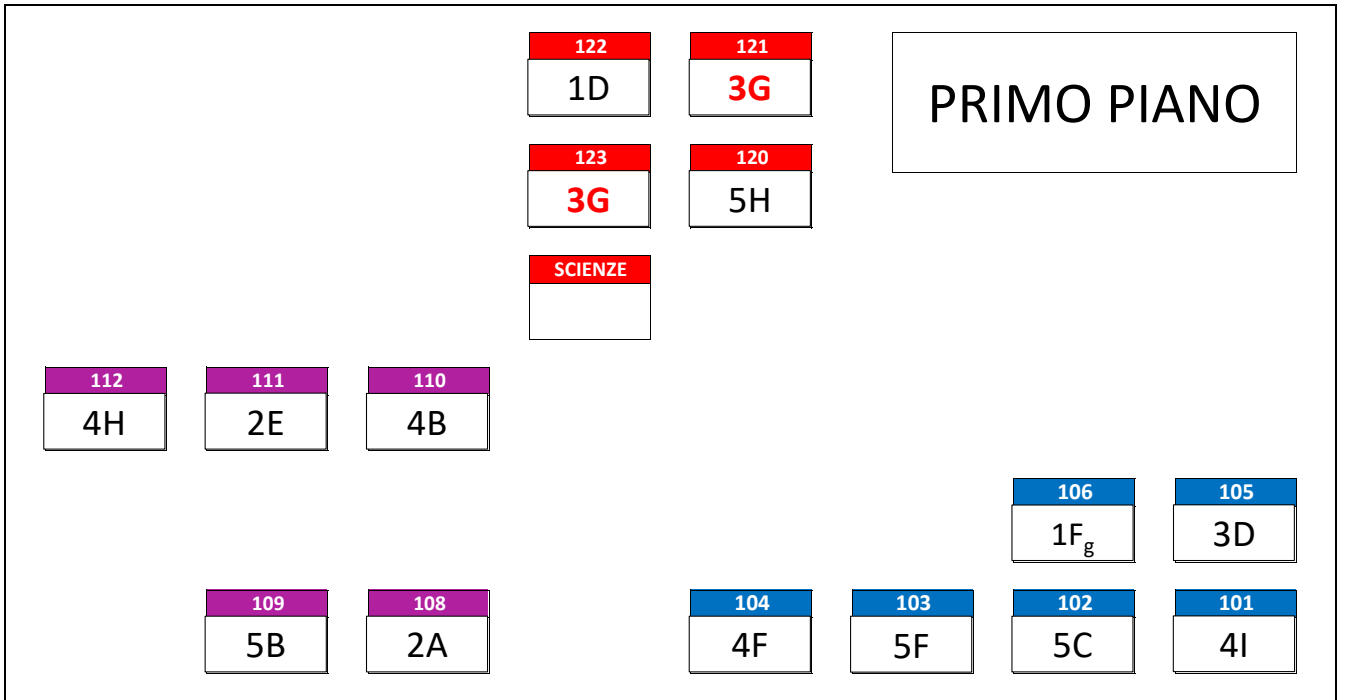 122 121
1D 3G
PRIMO PIANO
123 120
3G 5H
SCIENZE
112 111 110
4H 2E 4B
106 105
1Fg 3D
109 108 104 103 102 101
5B 2A 4F 5F 5C 4I